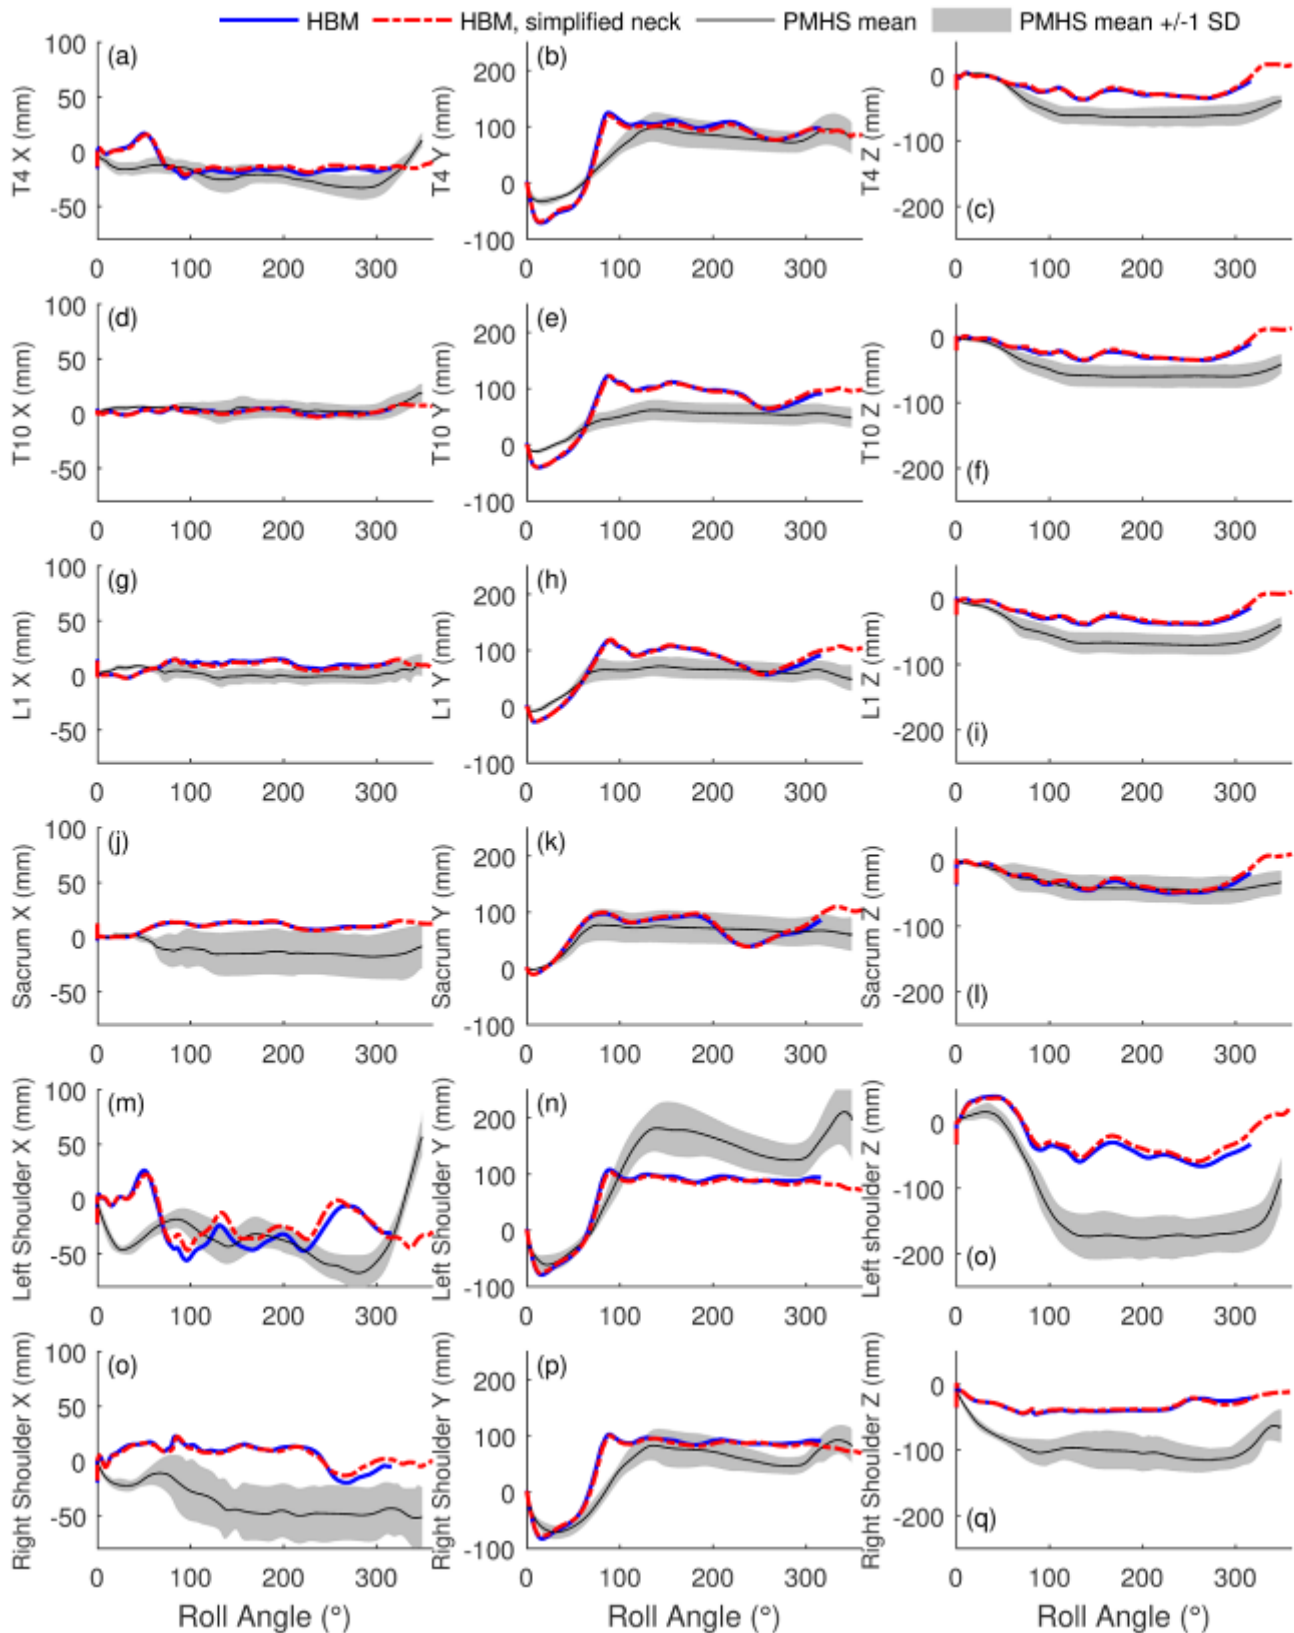 HBM HBM, simplified neck PMHS mean PMHS mean +/-1 SD
(a) (b) (c)
T4 X (mm) T4 Y (mm) T4 Z (mm)
100 50 0 -50
200 100 0 -100
0 -100 -200
0 100 200 300 0 100 200 300 0 100 200 300
(d) (e) (f)
T10 X (mm) T10 Y (mm) T10 Z (mm)
100 50 0 -50
200 100 0 -100
0 -100 -200
0 100 200 300 0 100 200 300 0 100 200 300
(g) (h) (i)
L1 X (mm) L1 Y (mm) L1 Z (mm)
100 50 0 -50
200 100 0 -100
0 -100 -200
0 100 200 300 0 100 200 300 0 100 200 300
(j) (k) (l)
Sacrum X (mm) Sacrum Y (mm) Sacrum Z (mm)
100 50 0 -50
200 100 0 -100
0 -100 -200
0 100 200 300 0 100 200 300 0 100 200 300
(m) (n) (o)
Left Shoulder X (mm) Left Shoulder Y (mm) Left shoulder Z (mm)
100 50 0 -50
200 100 0 -100
0 -100 -200
0 100 200 300 0 100 200 300 0 100 200 300
(o) (p) (q)
Right Shoulder X (mm) Right Shoulder Y (mm) Right Shoulder Z (mm)
100 50 0 -50
200 100 0 -100
0 -100 -200
0 100 200 300 0 100 200 300 0 100 200 300
Roll Angle (°) Roll Angle (°) Roll Angle (°)